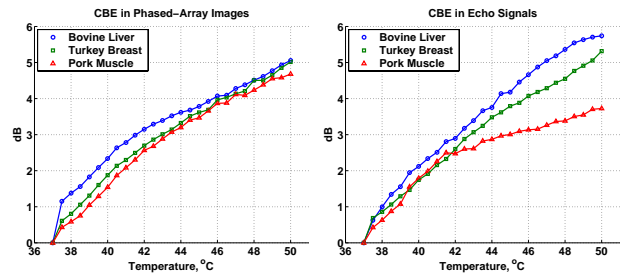 CBE in Phased-Array Images
Bovine Liver
Turkey Breast
Pork Muscle
dB
6
5
4
3
2
1
0
36 38 40 42 44 46 48 50
Temperature, °C
CBE in Echo Signals
Bovine Liver
Turkey Breast
Pork Muscle
dB
6
5
4
3
2
1
0
36 38 40 42 44 46 48 50
Temperature, °C